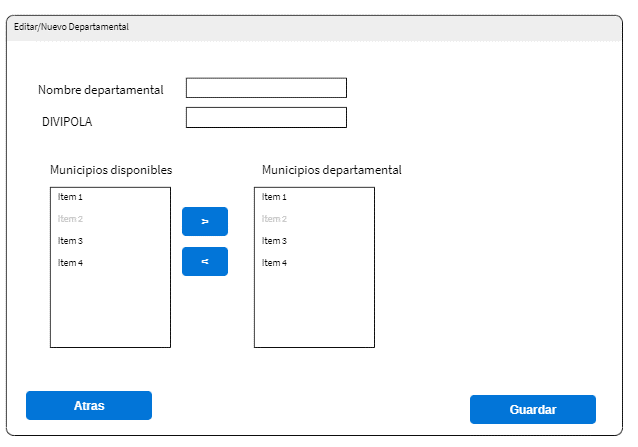 Editar/Nuevo Departamental
Nombre departamental
DIVIPOLA
Municipios disponibles
Municipios departamental
Item 1
Item 2
Item 3
Item 4
>
<
Item 1
Item 2
Item 3
Item 4
Atras
Guardar